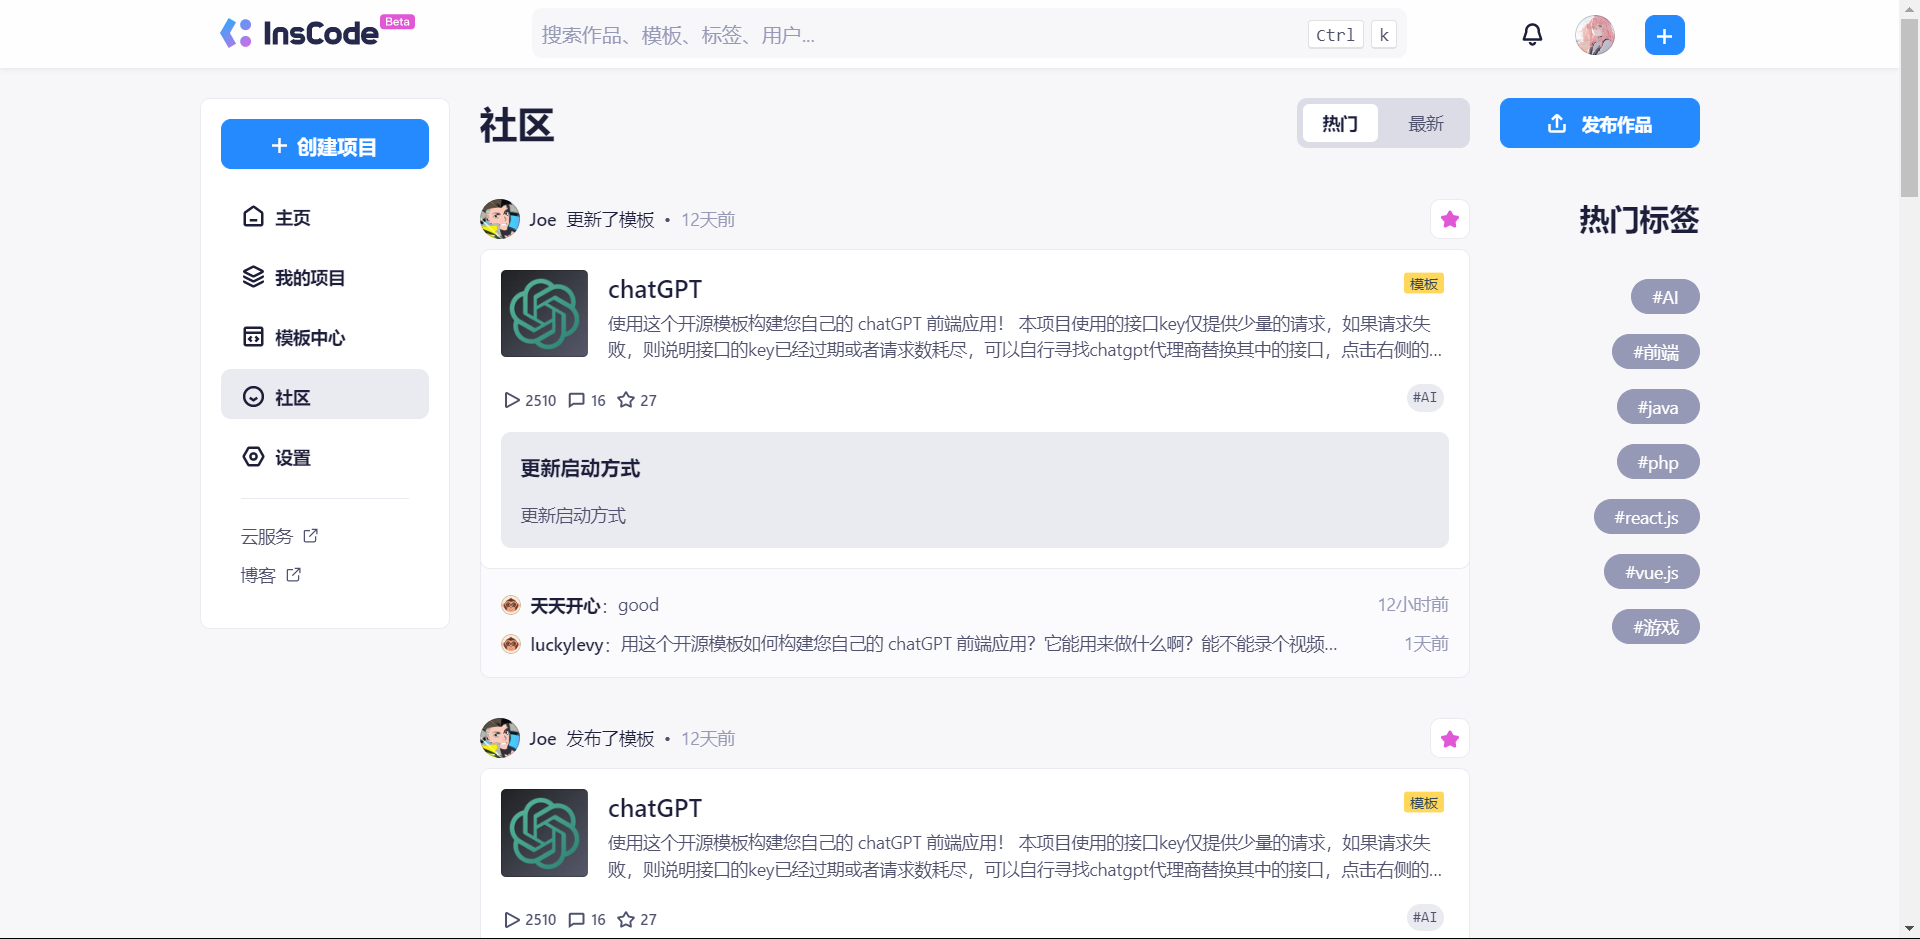 InsCode Beta
搜索作品、模板、标签、用户...
Ctrl k
+ 创建项目
主页
我的项目
模板中心
社区
设置
云服务
博客
社区
热门 最新
发布作品
Joe 更新了模板 • 12天前
chatGPT
模板
使用这个开源模板构建您自己的 chatGPT 前端应用！ 本项目使用的接口key仅提供少量的请求，如果请求失
败，则说明接口的key已经过期或者请求数耗尽，可以自行寻找chatgpt代理商替换其中的接口，点击右侧的...
2510 16 27
#AI
更新启动方式
更新启动方式
天天开心： good 12小时前
luckylevy： 用这个开源模板如何构建您自己的 chatGPT 前端应用？它能用来做什么啊？能不能录个视频... 1天前
Joe 发布了模板 • 12天前
chatGPT
模板
使用这个开源模板构建您自己的 chatGPT 前端应用！ 本项目使用的接口key仅提供少量的请求，如果请求失
败，则说明接口的key已经过期或者请求数耗尽，可以自行寻找chatgpt代理商替换其中的接口，点击右侧的...
2510 16 27
#AI
热门标签
#AI
#前端
#java
#php
#react.js
#vue.js
#游戏